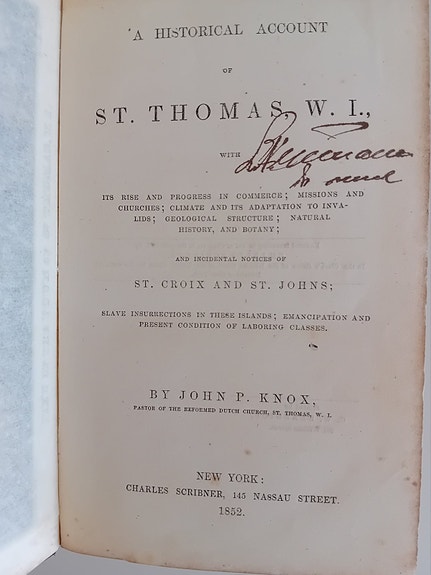 A HISTORICAL ACCOUNT
OF
ST. THOMAS, W. I.,
WITH
ITS RISE AND PROGRESS IN COMMERCE; MISSIONS AND
CHURCHES; CLIMATE AND ITS ADAPTATION TO INVA-
LIDS; GEOLOGICAL STRUCTURE; NATURAL
HISTORY, AND BOTANY;
AND INCIDENTAL NOTICES OF
ST. CROIX AND ST. JOHNS;
SLAVE INSURRECTIONS IN THESE ISLANDS; EMANCIPATION AND
PRESENT CONDITION OF LABORING CLASSES.
BY JOHN P. KNOX,
PASTOR OF THE REFORMED DUTCH CHURCH, ST. THOMAS, W. I.
NEW YORK:
CHARLES SCRIBNER, 145 NASSAU STREET.
1852.